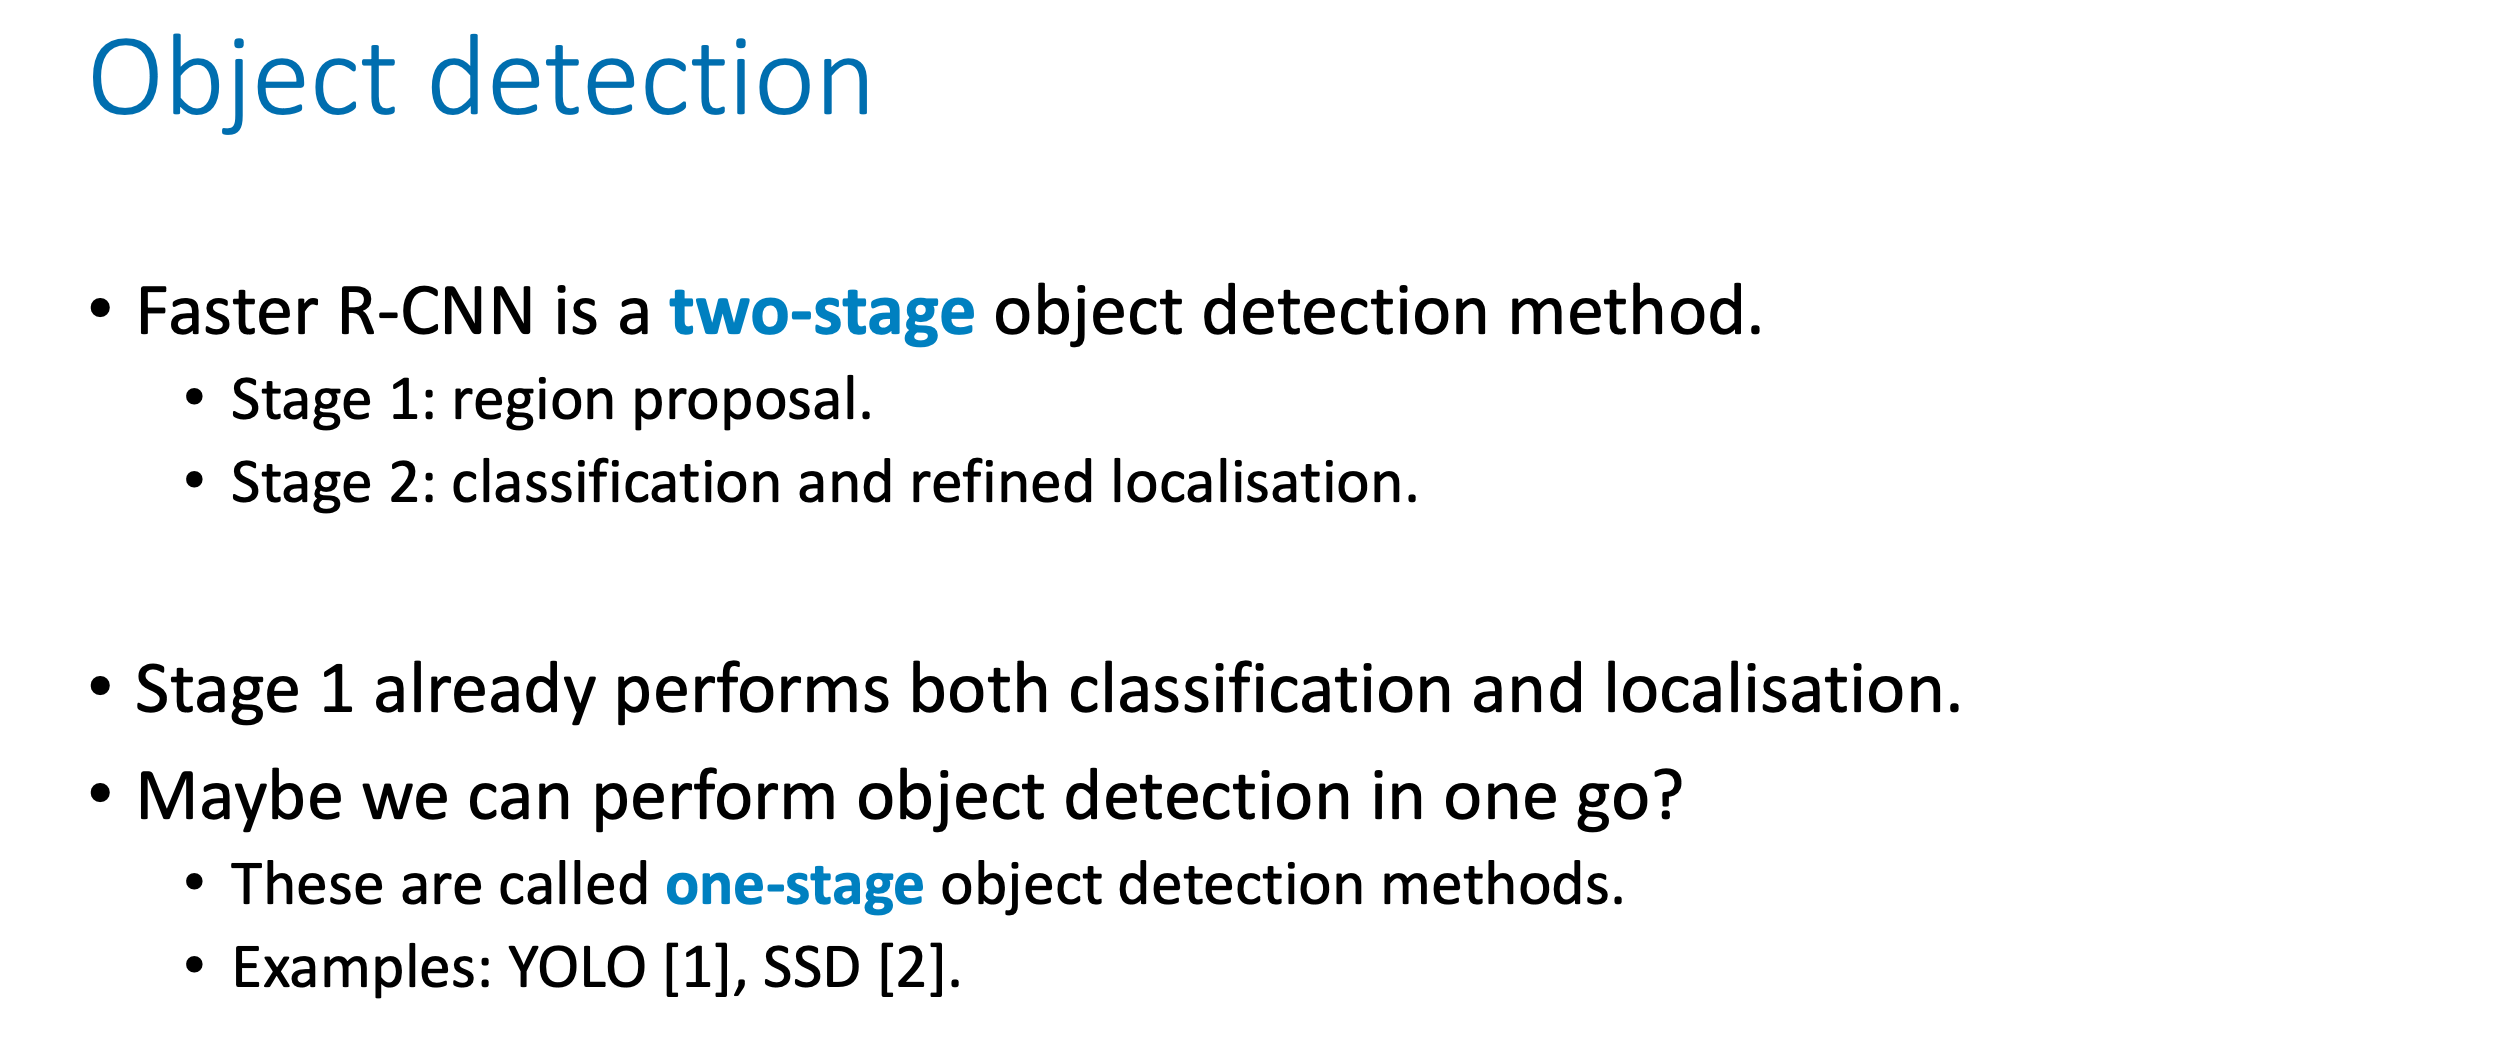 Object detection
• Faster R-CNN is a two-stage object detection method.
• Stage 1: region proposal.
• Stage 2: classification and refined localisation.
• Stage 1 already performs both classification and localisation.
• Maybe we can perform object detection in one go?
• These are called one-stage object detection methods.
• Examples: YOLO [1], SSD [2].